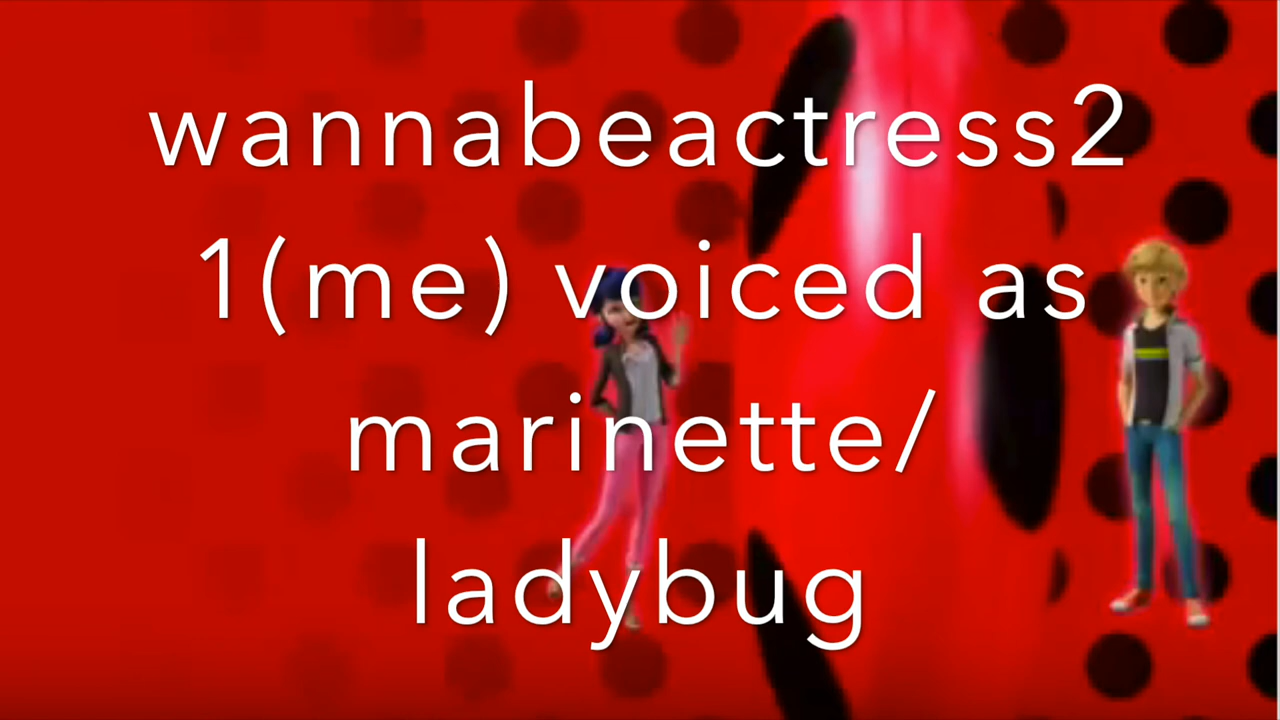 wannabeactress2
1(me) voiced as
marinette/
ladybug